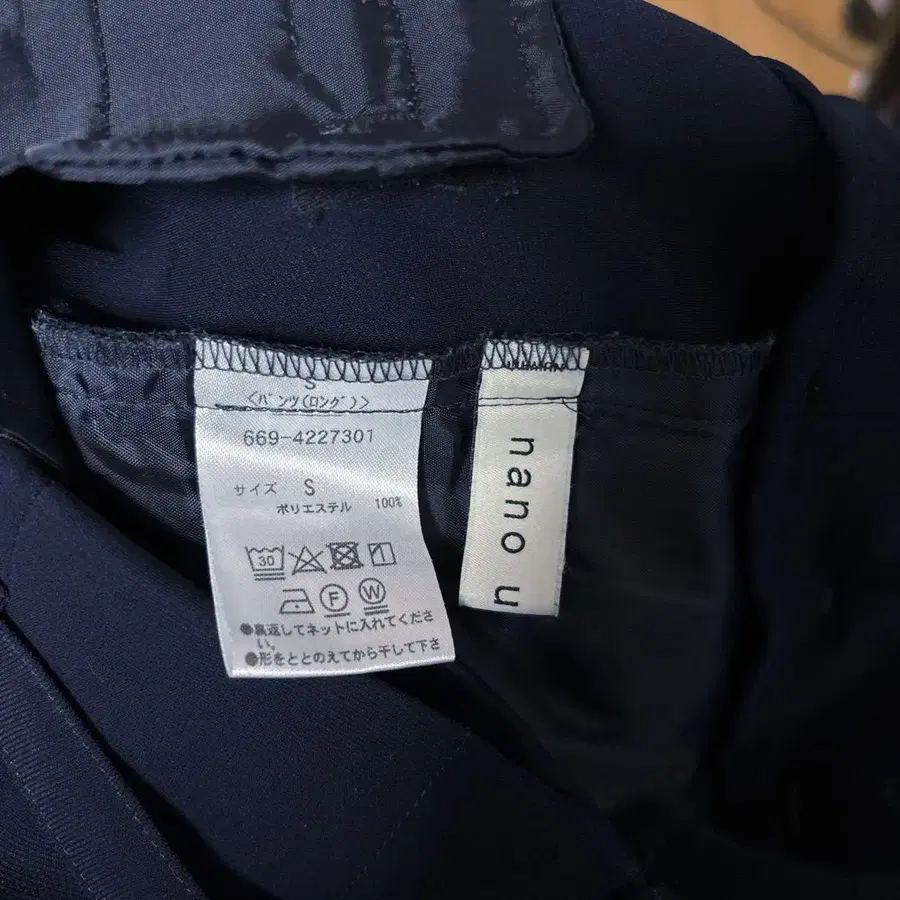 S
<パンツ(ロング)>
669-4227301
サイズ S
ポリエステル 100%
30
F
W
●裏返してネットに入れてくださ
い。
●形をととのえてから干して下さ
nano u